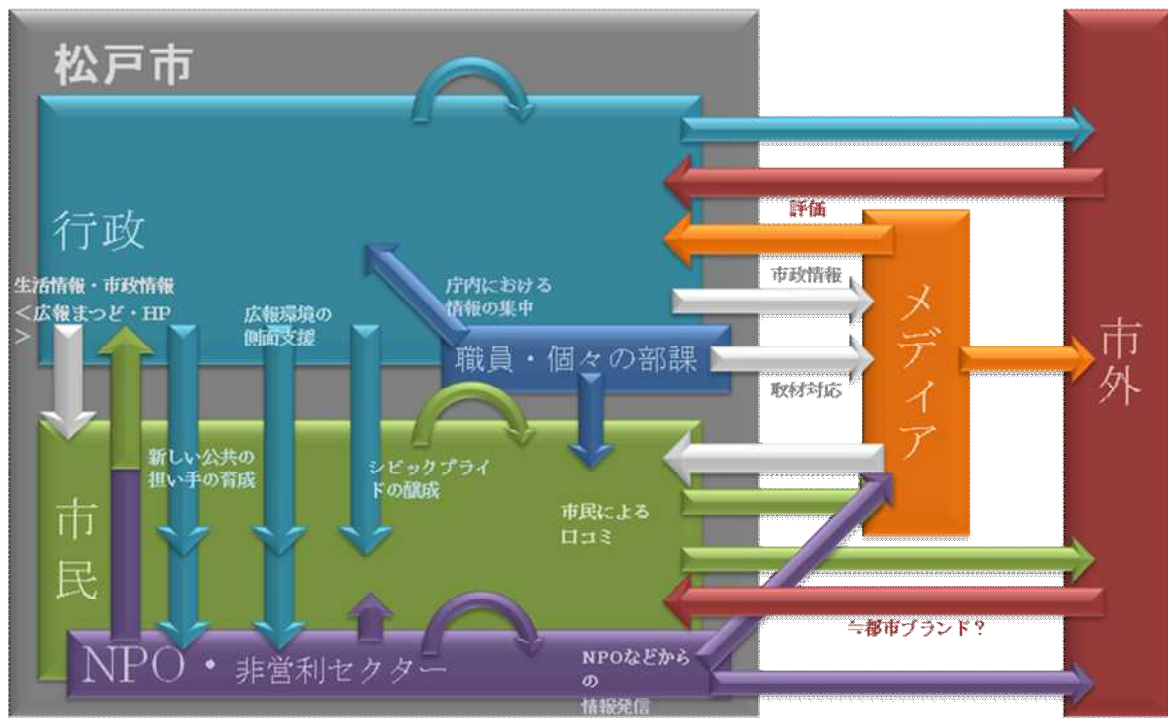 松戸市
行政
生活情報・市政情報
＜広報まつど・HP
＞
広報環境の
側面支援
庁内における
情報の集中
職員・個々の部課
評価
市政情報
取材対応
メディア
市外
市民
新しい公共の
担い手の育成
シビックプラ
イドの醸成
市民による
口コミ
≒都市ブランド？
NPO・非営利セクター
NPOなどから
の
情報発信